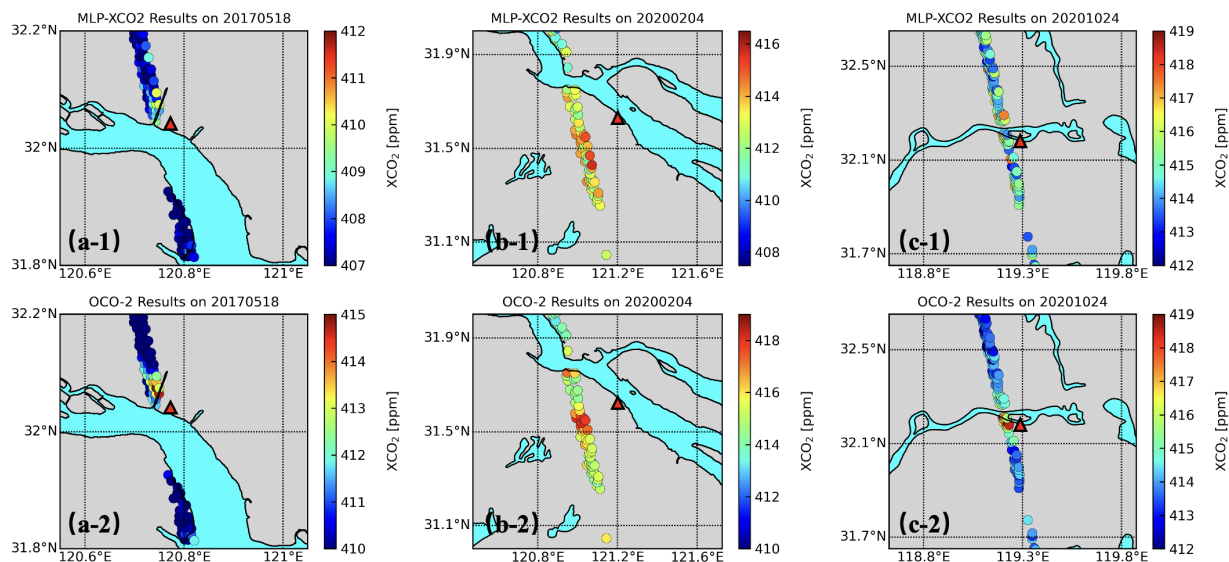 MLP-XCO2 Results on 20170518
32.2°N
32°N
31.8°N
120.6°E
120.8°E
121°E
(a-1)
412
411
410
409
408
407
XCO₂ [ppm]
MLP-XCO2 Results on 20200204
31.9°N
31.5°N
31.1°N
120.8°E
121.2°E
121.6°E
(b-1)
416
414
412
410
408
XCO₂ [ppm]
MLP-XCO2 Results on 20201024
32.5°N
32.1°N
31.7°N
118.8°E
119.3°E
119.8°E
(c-1)
419
418
417
416
415
414
413
412
XCO₂ [ppm]
OCO-2 Results on 20170518
32.2°N
32°N
31.8°N
120.6°E
120.8°E
121°E
(a-2)
415
414
413
412
411
410
XCO₂ [ppm]
OCO-2 Results on 20200204
31.9°N
31.5°N
31.1°N
120.8°E
121.2°E
121.6°E
(b-2)
418
416
414
412
410
XCO₂ [ppm]
OCO-2 Results on 20201024
32.5°N
32.1°N
31.7°N
118.8°E
119.3°E
119.8°E
(c-2)
419
418
417
416
415
414
413
412
XCO₂ [ppm]